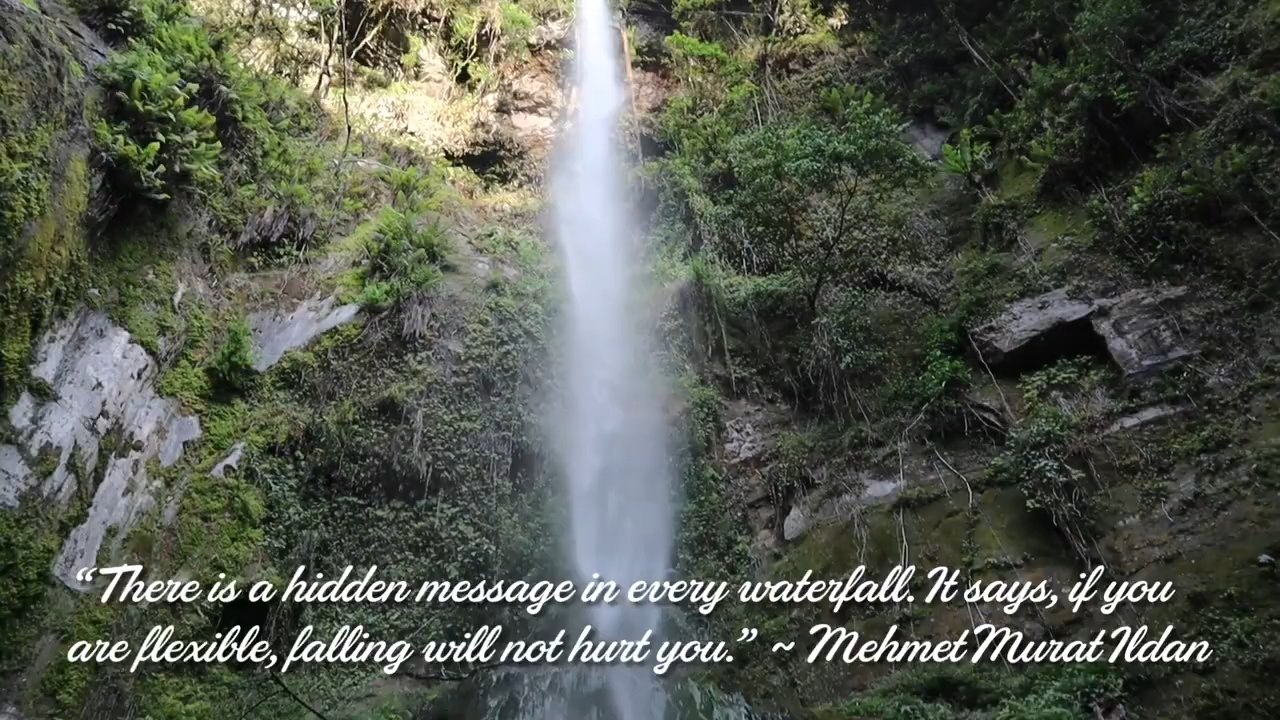 “There is a hidden message in every waterfall. It says, if you
are flexible, falling will not hurt you.” ~ Mehmet Murat Ildan